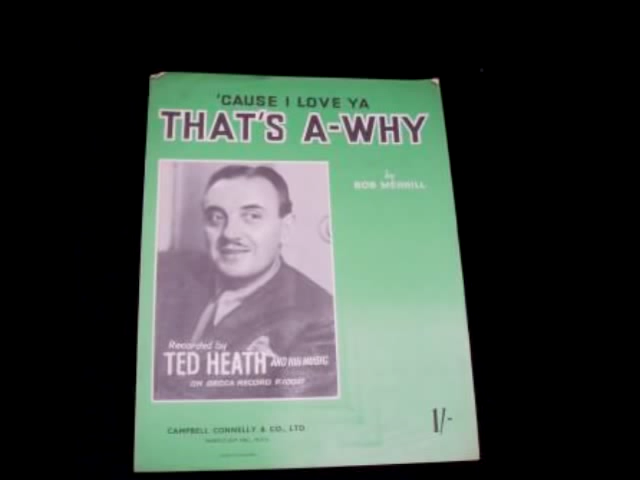 'CAUSE I LOVE YA
THAT'S A-WHY
by
BOB MERRILL
Recorded by
TED HEATH AND HIS MUSIC
ON DECCA RECORD
CAMPBELL CONNELLY & CO., LTD.
1/-